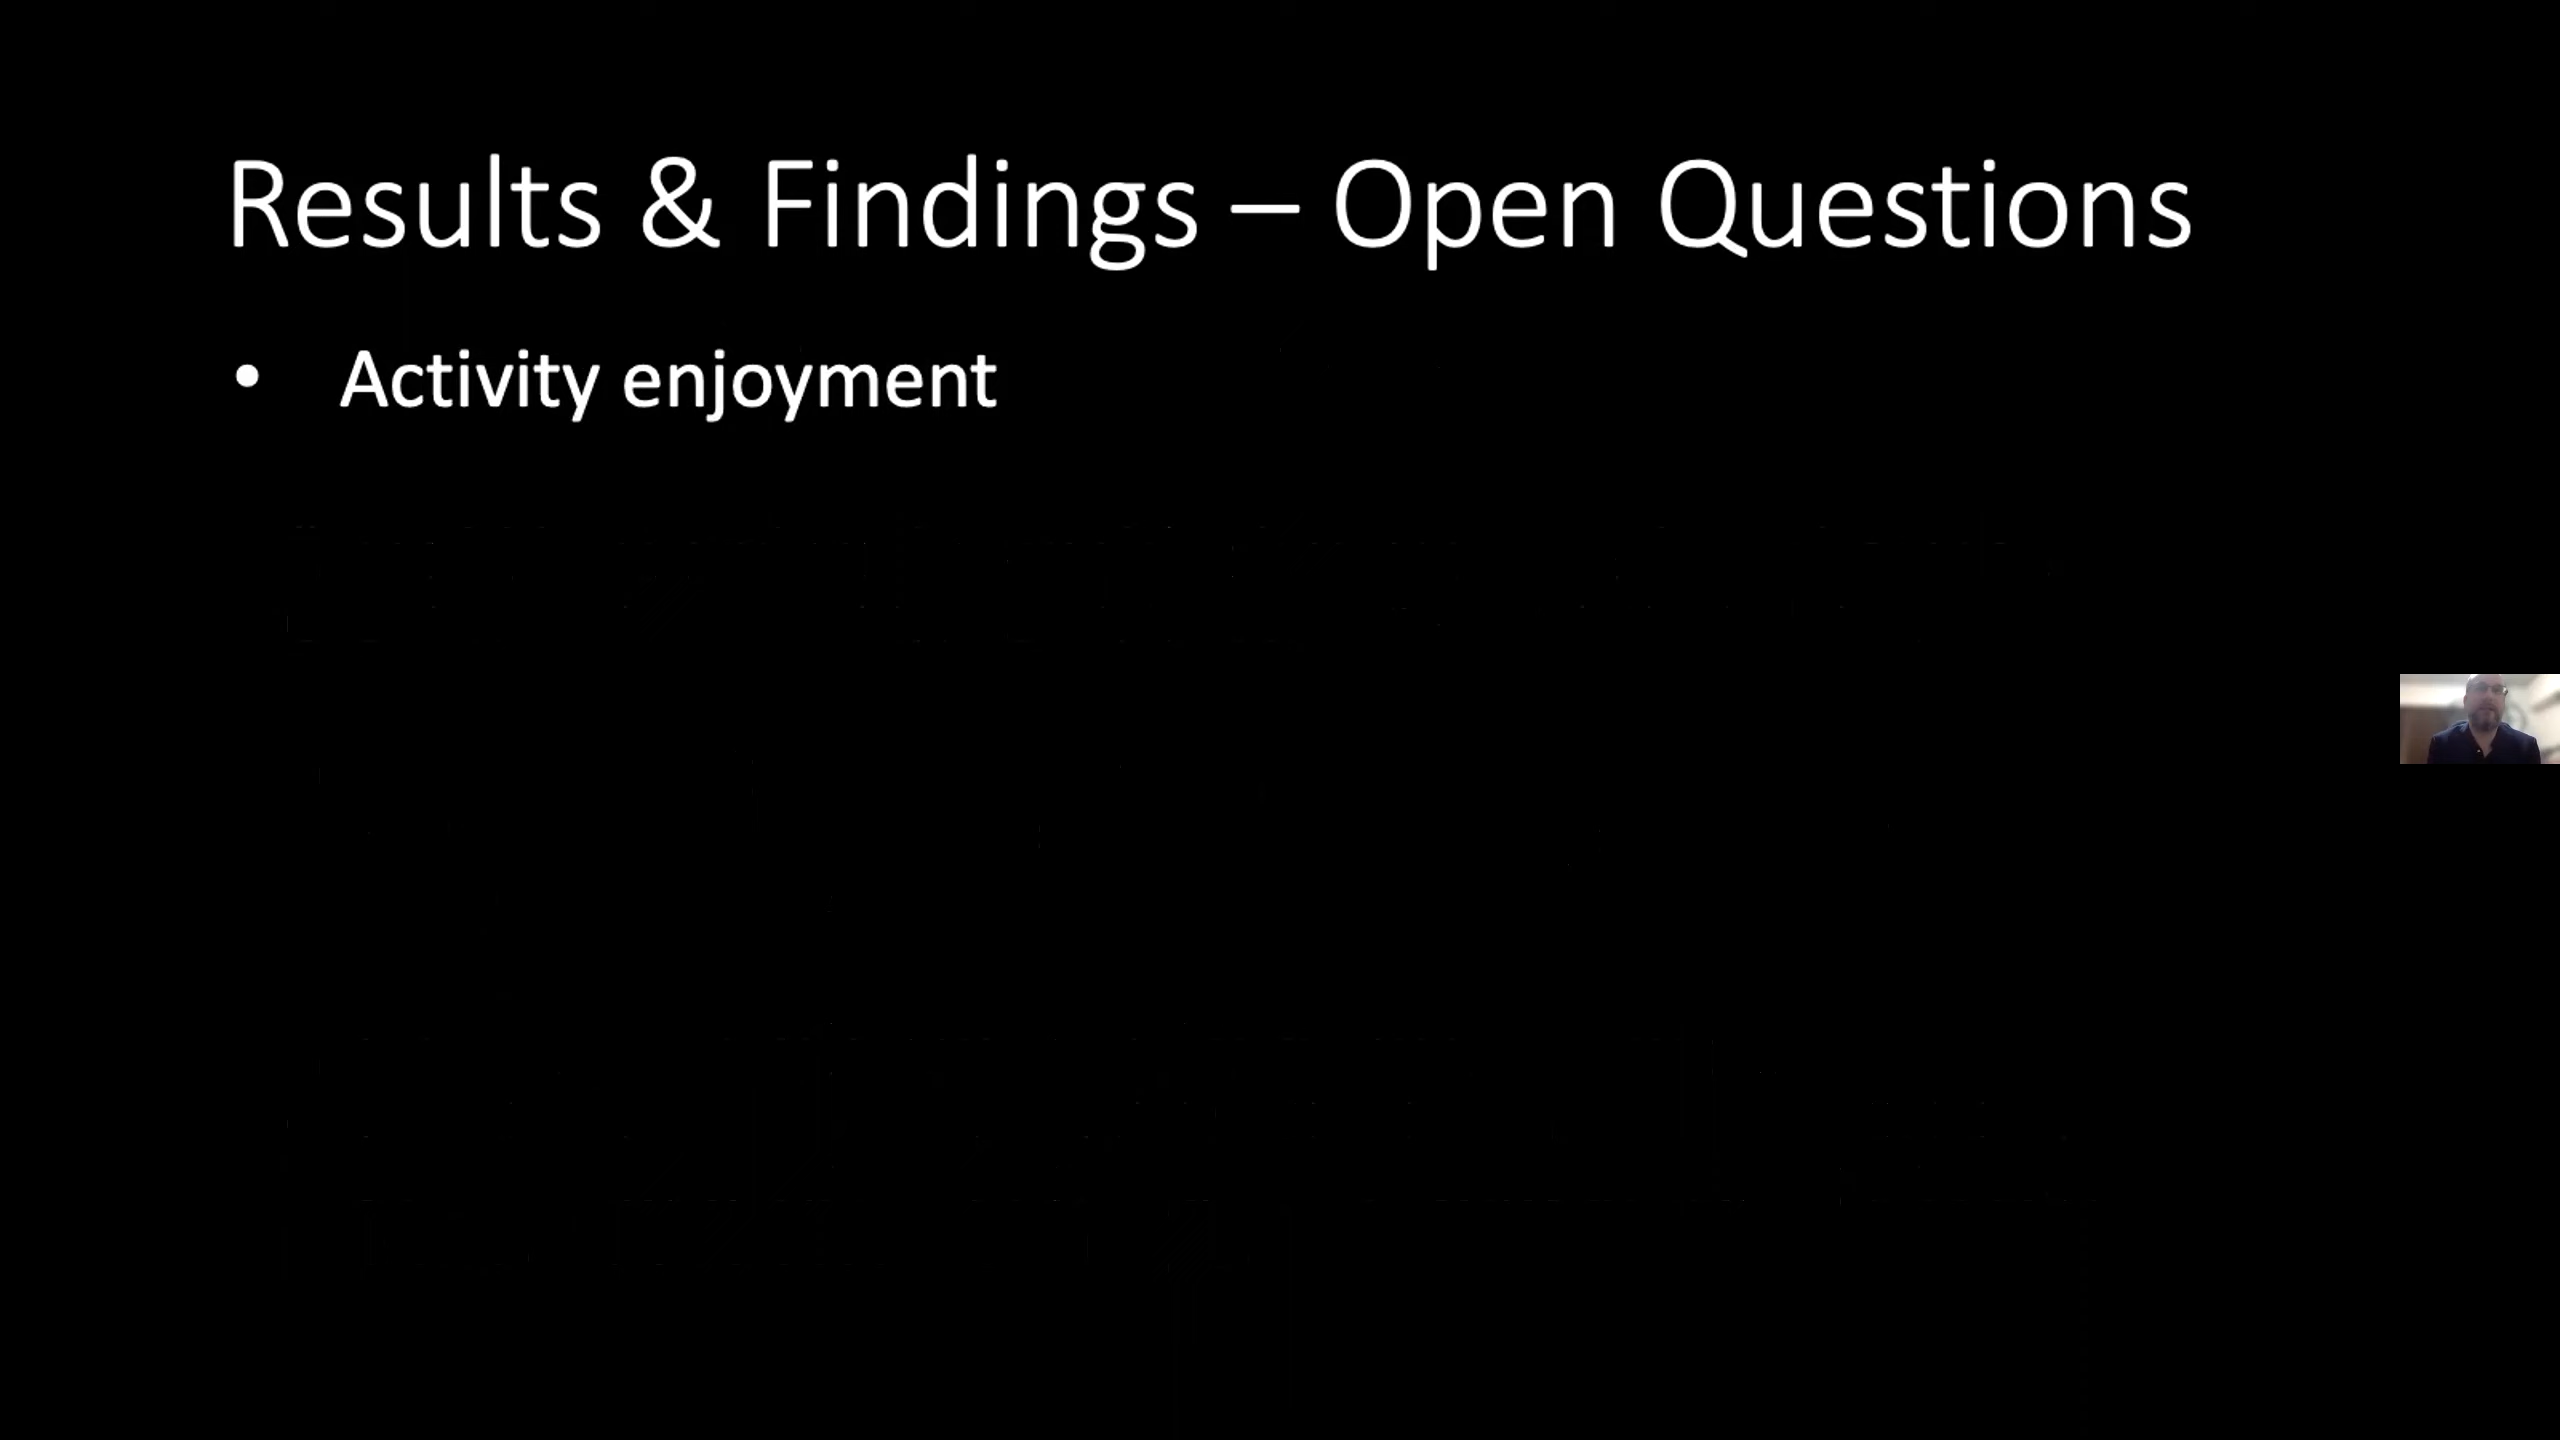 Results & Findings – Open Questions
• Activity enjoyment